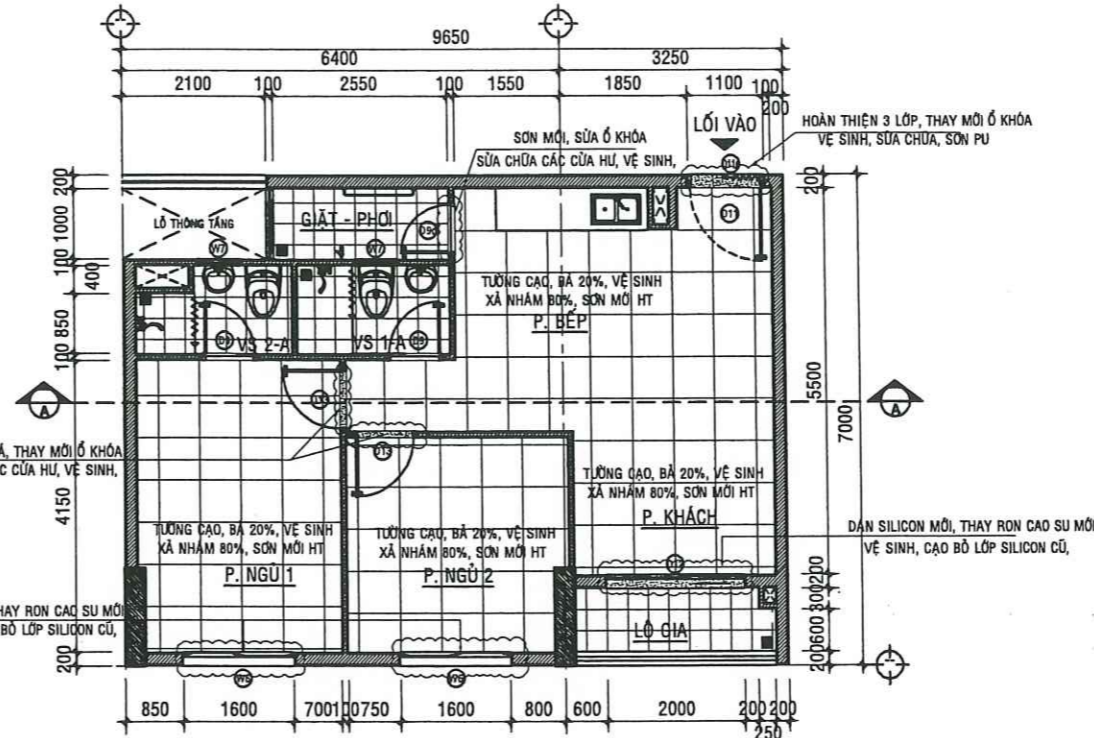 9650
6400 3250
2100 100 2550 100 1550 1850 1100 100
200
LỐI VÀO
HOÀN THIỆN 3 LỚP, THAY MỚI Ổ KHÓA
VỆ SINH, SỬA CHỮA, SƠN PU
SƠN MỚI, SỬA Ổ KHÓA
SỬA CHỮA CÁC CỬA HƯ, VỆ SINH,
200
200
LỖ THÔNG TẦNG
GIẶT - PHƠI
D11
1000
W7
W7
100
400
TƯỜNG CẠO, BẢ 20%, VỆ SINH
XẢ NHÁM 80%, SƠN MỚI HT
P. BẾP
850
VS 2-A
VS 1-A
D9
100
5500
7000
A
A
THAY MỚI Ổ KHÓA
CỬA HƯ, VỆ SINH,
4150
TƯỜNG CẠO, BẢ 20%, VỆ SINH
XẢ NHÁM 80%, SƠN MỚI HT
P. KHÁCH
TƯỜNG CẠO, BẢ 20%, VỆ SINH
XẢ NHÁM 80%, SƠN MỚI HT
P. NGỦ 1
TƯỜNG CẠO, BẢ 20%, VỆ SINH
XẢ NHÁM 80%, SƠN MỚI HT
P. NGỦ 2
DÁN SILICON MỚI, THAY RON CAO SU MỚI
VỆ SINH, CẠO BỎ LỚP SILICON CŨ,
200
300
600
200
HAY RON CAO SU MỚI
BỎ LỚP SILICON CŨ,
LÔ GIA
200
850 1600 700 100 750 1600 800 600 2000 200 200
250